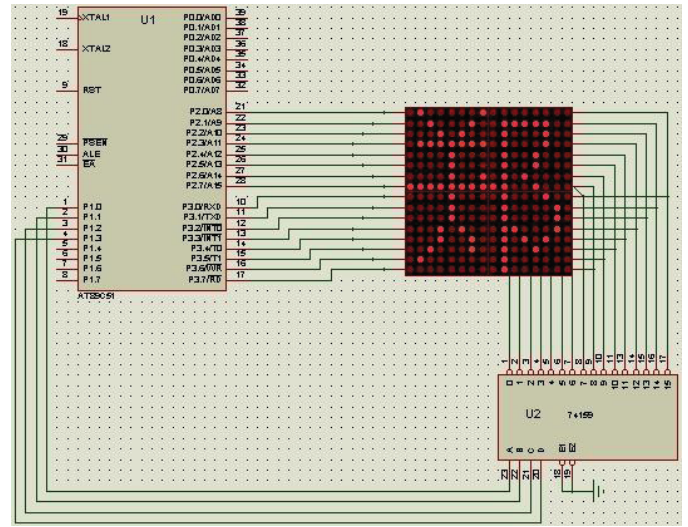 19 XTAL1 U1 P0.0/AD0 39
P0.1/AD1 38
P0.2/AD2 37
18 XTAL2 P0.3/AD3 36
P0.4/AD4 35
P0.5/AD5 34
P0.6/AD6 33
9 RST P0.7/AD7 32
P2.0/A8 21
P2.1/A9 22
P2.2/A10 23
29 PSEN P2.3/A11 24
30 ALE P2.4/A12 25
31 EA P2.5/A13 26
P2.6/A14 27
P2.7/A15 28
1 P1.0 P3.0/RXD 10
2 P1.1 P3.1/TXD 11
3 P1.2 P3.2/INT0 12
4 P1.3 P3.3/INT1 13
5 P1.4 P3.4/T0 14
6 P1.5 P3.5/T1 15
7 P1.6 P3.6/WR 16
8 P1.7 P3.7/RD 17
AT89C51
1 2 3 4 5 6 7 8 9 10 11 13 14 15 16 17
0 1 2 3 4 5 6 7 8 9 10 11 12 13 14 15
U2 74159
A B C D E1 E2
23 22 21 20 18 19